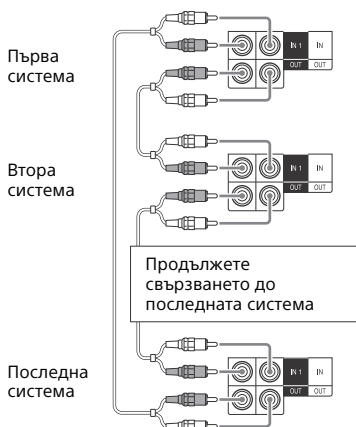 Първа
система
IN 1 IN
OUT OUT
Втора
система
IN 1 IN
OUT OUT
Продължете
свързването до
последната система
Последна
система
IN 1 IN
OUT OUT